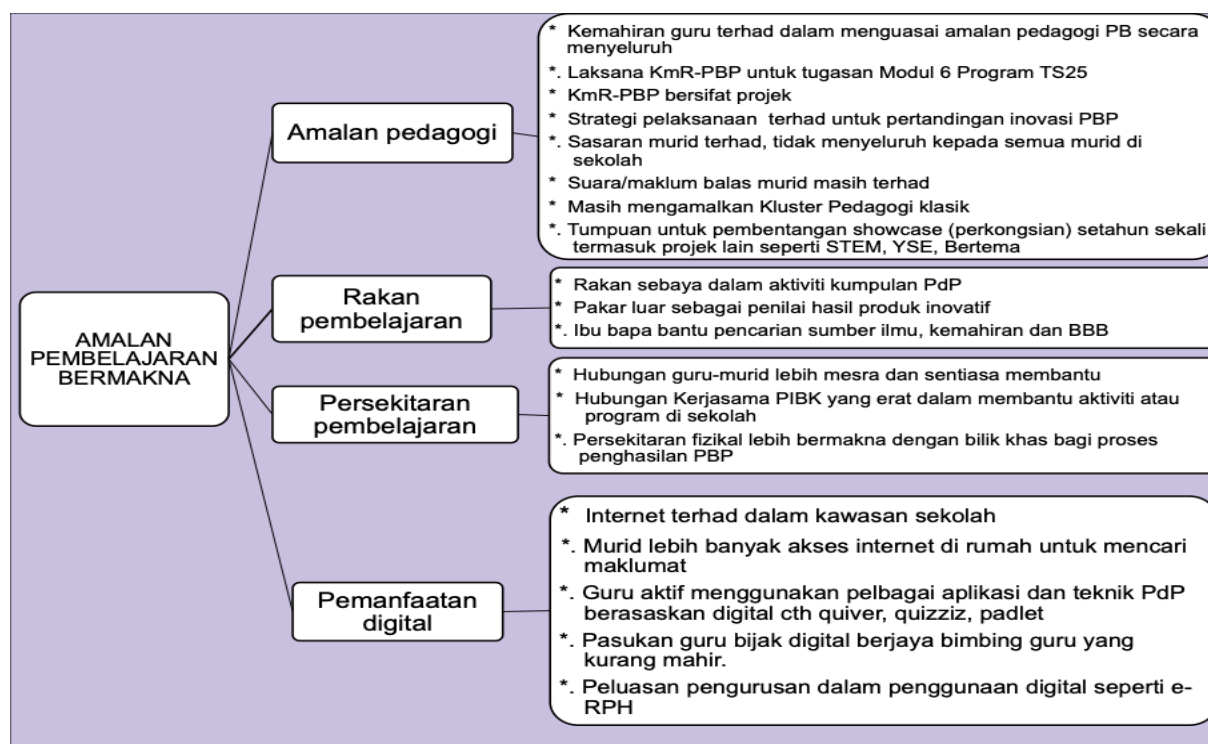 AMALAN
PEMBELAJARAN
BERMAKNA
Amalan pedagogi
* Kemahiran guru terhad dalam menguasai amalan pedagogi PB secara
menyeluruh
*. Laksana KmR-PBP untuk tugasan Modul 6 Program TS25
* KmR-PBP bersifat projek
* Strategi pelaksanaan terhad untuk pertandingan inovasi PBP
*. Sasaran murid terhad, tidak menyeluruh kepada semua murid di
sekolah
* Suara/maklum balas murid masih terhad
* Masih mengamalkan Kluster Pedagogi klasik
*. Tumpuan untuk pembentangan showcase (perkongsian) setahun sekali
termasuk projek lain seperti STEM, YSE, Bertema
Rakan
pembelajaran
* Rakan sebaya dalam aktiviti kumpulan PdP
* Pakar luar sebagai penilai hasil produk inovatif
*. Ibu bapa bantu pencarian sumber ilmu, kemahiran dan BBB
Persekitaran
pembelajaran
* Hubungan guru-murid lebih mesra dan sentiasa membantu
* Hubungan Kerjasama PIBK yang erat dalam membantu aktiviti atau
program di sekolah
*. Persekitaran fizikal lebih bermakna dengan bilik khas bagi proses
penghasilan PBP
Pemanfaatan
digital
* Internet terhad dalam kawasan sekolah
*. Murid lebih banyak akses internet di rumah untuk mencari
maklumat
*. Guru aktif menggunakan pelbagai aplikasi dan teknik PdP
berasaskan digital cth quiver, quizziz, padlet
*. Pasukan guru bijak digital berjaya bimbing guru yang
kurang mahir.
*. Peluasan pengurusan dalam penggunaan digital seperti e-
RPH